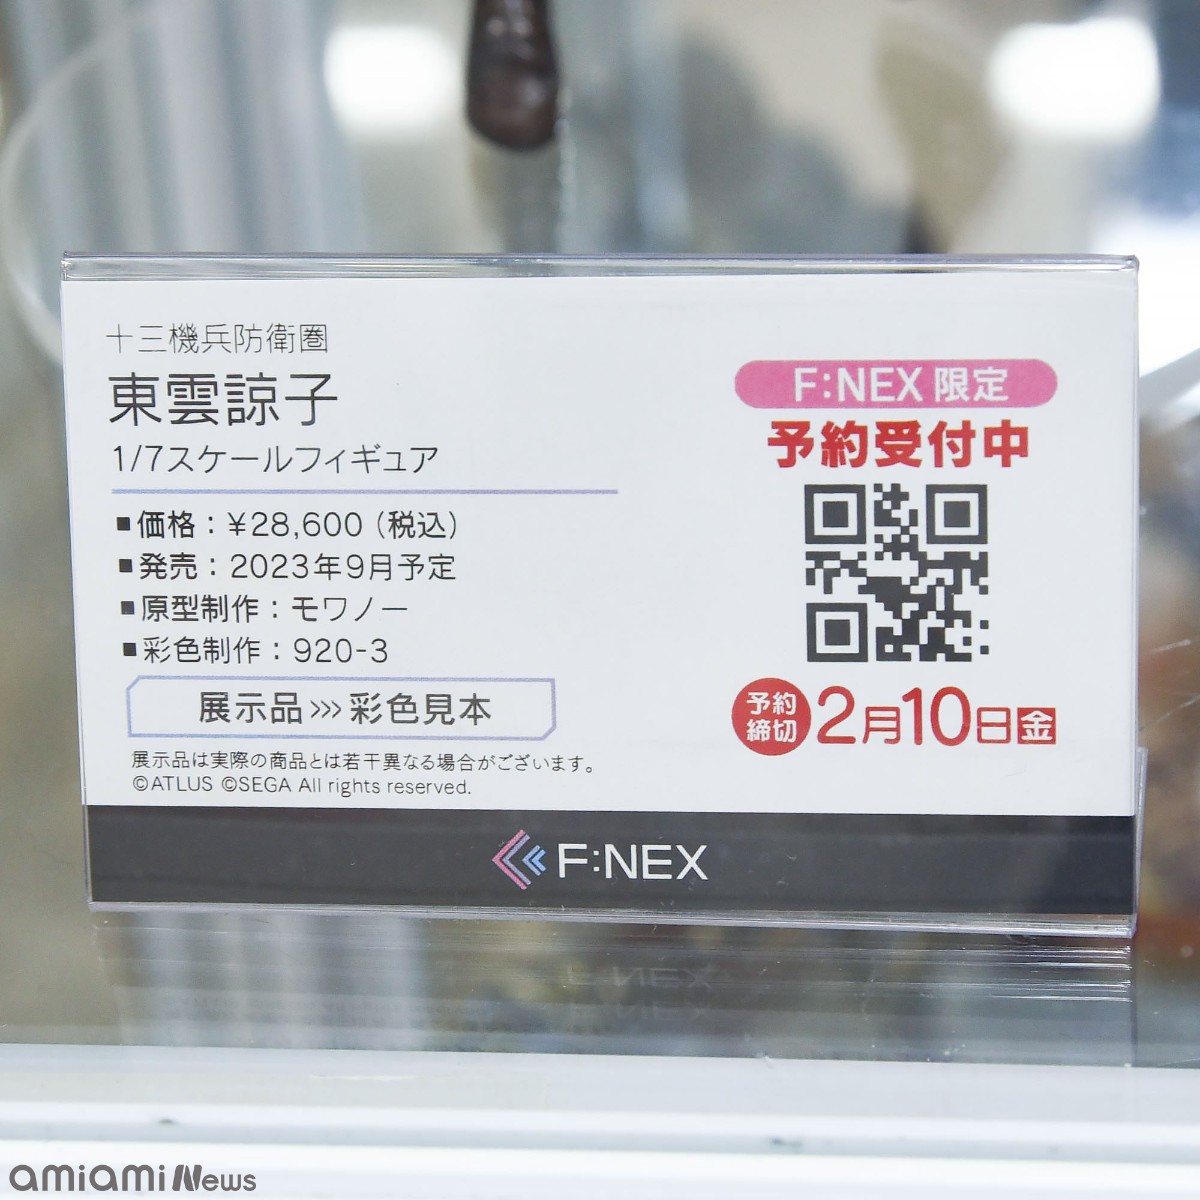 十三機兵防衛圏
東雲諒子
1/7スケールフィギュア
■価格：¥28,600（税込）
■発売：2023年9月予定
■原型制作：モワノー
■彩色制作：920-3
展示品>>>彩色見本
展示品は実際の商品とは若干異なる場合がございます。
©ATLUS ©SEGA All rights reserved.
F:NEX 限定
予約受付中
予約締切 2月10日金
F:NEX
amiami News